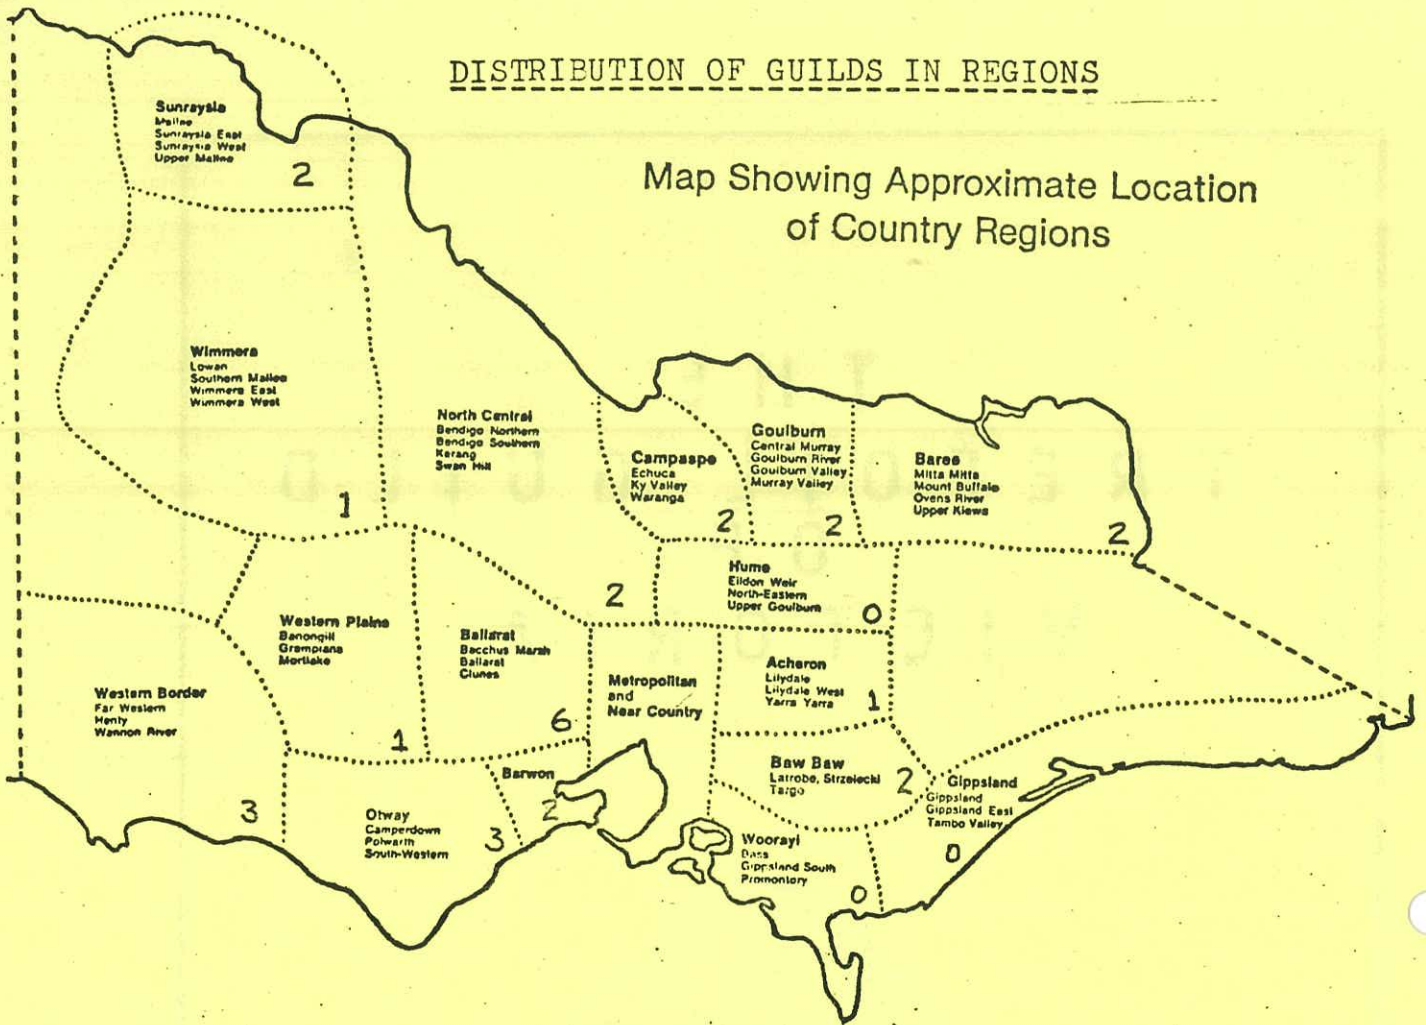 DISTRIBUTION OF GUILDS IN REGIONS
Map Showing Approximate Location
of Country Regions
Sunraysia
Mallee
Sunraysia East
Sunraysia West
Upper Mallee
2
Wimmera
Lowan
Southern Mallee
Wimmera East
Wimmera West
1
North Central
Bendigo Northern
Bendigo Southern
Kerang
Swan Hill
2
Campaspe
Echuca
Ky Valley
Waranga
2
Goulburn
Central Murray
Goulburn River
Goulburn Valley
Murray Valley
2
Baree
Mitta Mitta
Mount Buffalo
Ovens River
Upper Kiewa
2
Hume
Eildon Weir
North-Eastern
Upper Goulburn
0
Western Plains
Banongill
Grampians
Mortlake
1
Ballarat
Bacchus Marsh
Ballarat
Clunes
6
Metropolitan
and
Near Country
Acheron
Lilydale
Lilydale West
Yarra Yarra
1
Western Border
Far Western
Henty
Wannon River
3
Otway
Camperdown
Polwarth
South-Western
3
Barwon
2
Baw Baw
Latrobe, Strzelecki
Targo
2
Gippsland
Gippsland
Gippsland East
Tambo Valley
0
Woorayl
Bass
Gippsland South
Promontory
0